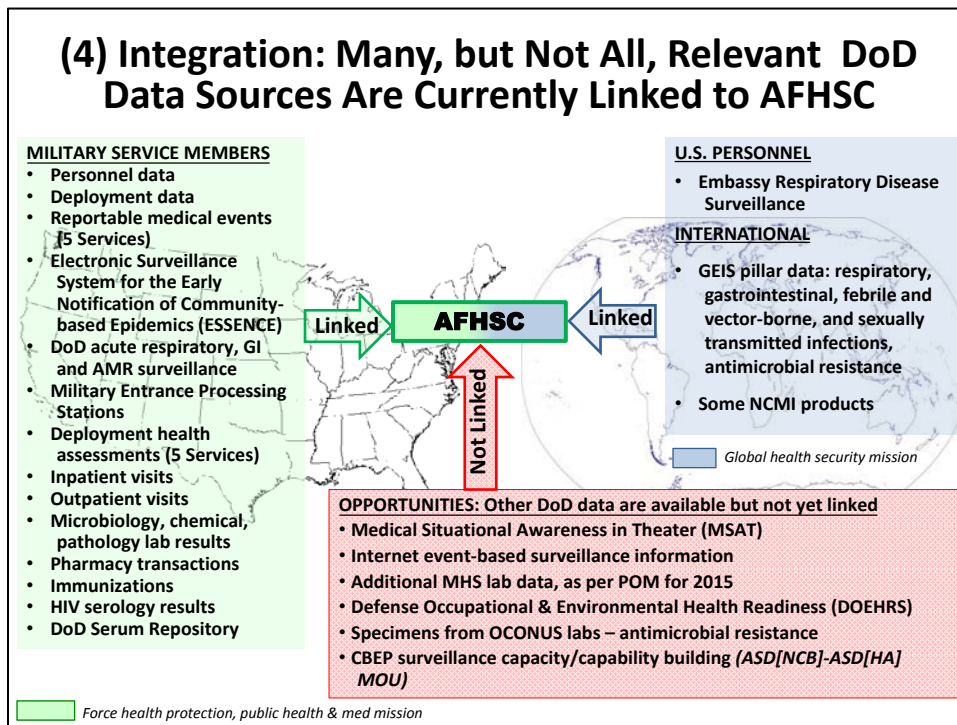 (4) Integration: Many, but Not All, Relevant DoD
Data Sources Are Currently Linked to AFHSC
MILITARY SERVICE MEMBERS
• Personnel data
• Deployment data
• Reportable medical events
(5 Services)
• Electronic Surveillance
System for the Early
Notification of Community-
based Epidemics (ESSENCE)
• DoD acute respiratory, GI
and AMR surveillance
• Military Entrance Processing
Stations
• Deployment health
assessments (5 Services)
• Inpatient visits
• Outpatient visits
• Microbiology, chemical,
pathology lab results
• Pharmacy transactions
• Immunizations
• HIV serology results
• DoD Serum Repository
Linked
AFHSC
Linked
Not Linked
U.S. PERSONNEL
• Embassy Respiratory Disease
Surveillance
INTERNATIONAL
• GEIS pillar data: respiratory,
gastrointestinal, febrile and
vector-borne, and sexually
transmitted infections,
antimicrobial resistance
• Some NCMI products
Global health security mission
OPPORTUNITIES: Other DoD data are available but not yet linked
• Medical Situational Awareness in Theater (MSAT)
• Internet event-based surveillance information
• Additional MHS lab data, as per POM for 2015
• Defense Occupational & Environmental Health Readiness (DOEHRS)
• Specimens from OCONUS labs – antimicrobial resistance
• CBEP surveillance capacity/capability building (ASD[NCB]-ASD[HA]
MOU)
Force health protection, public health & med mission